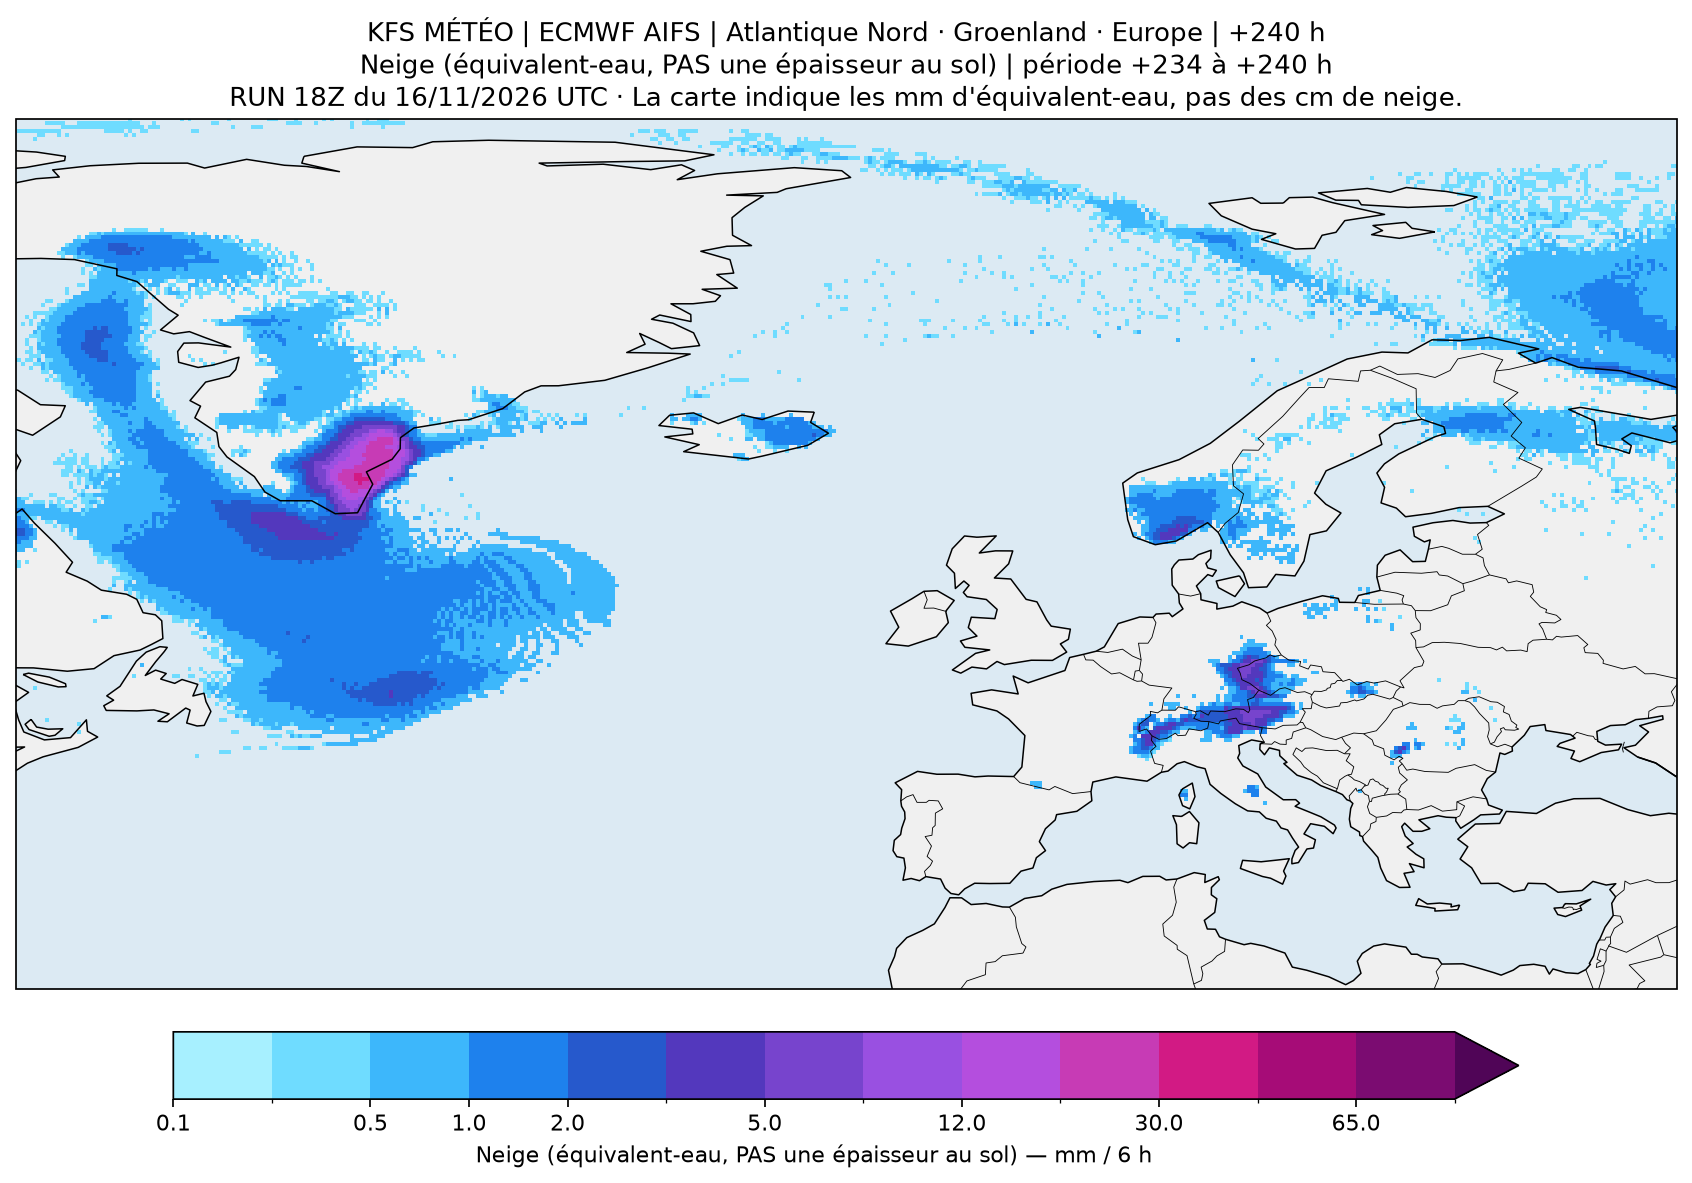 KFS MÉTÉO | ECMWF AIFS | Atlantique Nord · Groenland · Europe | +240 h
Neige (équivalent-eau, PAS une épaisseur au sol) | période +234 à +240 h
RUN 18Z du 16/11/2026 UTC · La carte indique les mm d'équivalent-eau, pas des cm de neige.
0.1 0.5 1.0 2.0 5.0 12.0 30.0 65.0
Neige (équivalent-eau, PAS une épaisseur au sol) — mm / 6 h